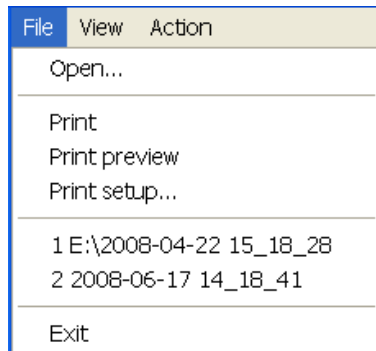 File View Action
Open...
Print
Print preview
Print setup...
1 E:\2008-04-22 15_18_28
2 2008-06-17 14_18_41
Exit